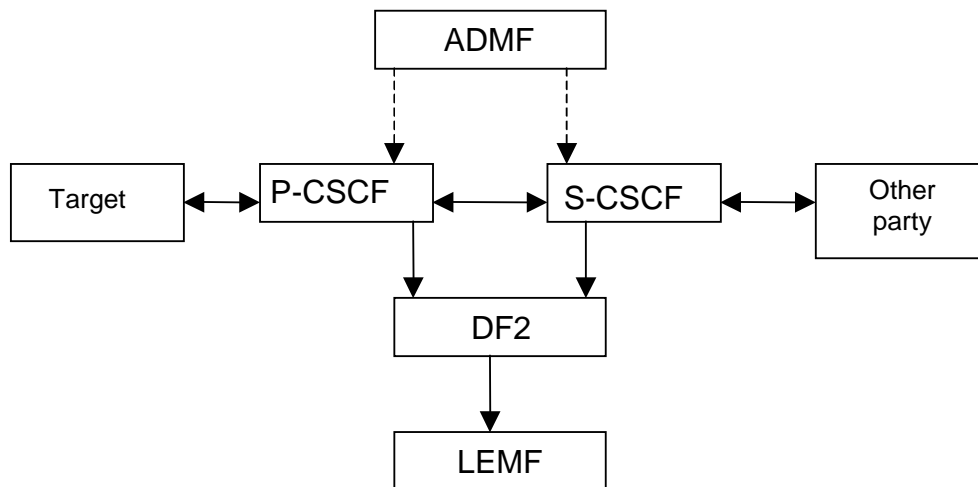 ADMF
Target
P-CSCF
S-CSCF
Other
party
DF2
LEMF